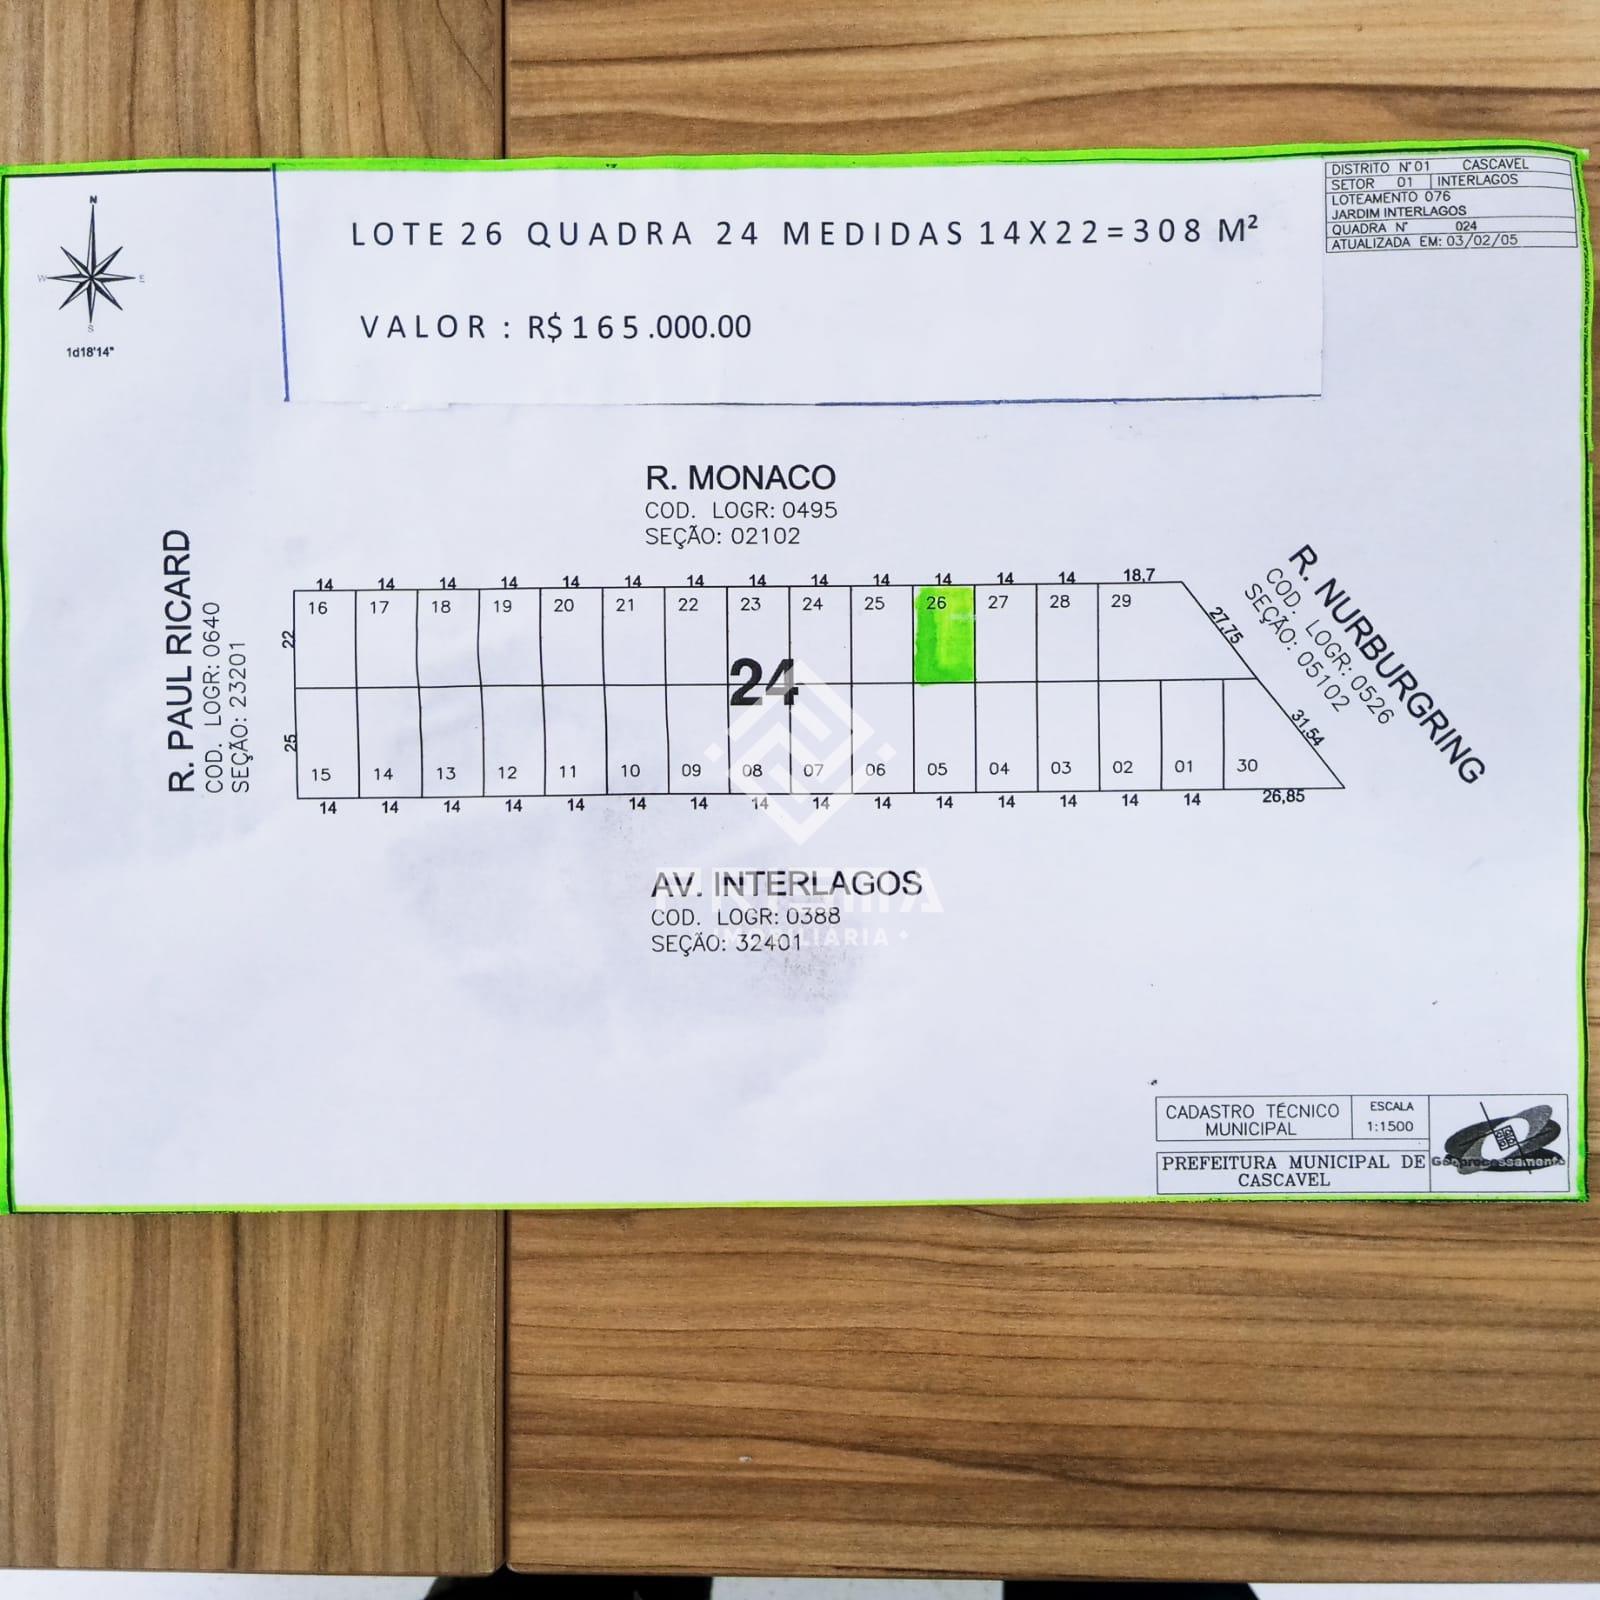 DISTRITO Nº 01 CASCAVEL
SETOR 01 INTERLAGOS
LOTEAMENTO 076
JARDIM INTERLAGOS
QUADRA Nº 024
ATUALIZADA EM: 03/02/05
N
W E
S
1d18'14"
LOTE 26 QUADRA 24 MEDIDAS 14X22=308 M²
VALOR : R$165.000.00
R. MONACO
COD. LOGR: 0495
SEÇÃO: 02102
R. PAUL RICARD
COD. LOGR: 0640
SEÇÃO: 23201
R. NURBURGRING
COD. LOGR: 0526
SEÇÃO: 05102
14 14 14 14 14 14 14 14 14 14 14 14 14 18,7
16 17 18 19 20 21 22 23 24 25 26 27 28 29
22
27,75
24
25
31,54
15 14 13 12 11 10 09 08 07 06 05 04 03 02 01 30
14 14 14 14 14 14 14 14 14 14 14 14 14 14 14 26,85
AV. INTERLAGOS
COD. LOGR: 0388
SEÇÃO: 32401
IMOBILIÁRIA
CADASTRO TÉCNICO
MUNICIPAL
ESCALA
1:1500
PREFEITURA MUNICIPAL DE
CASCAVEL
Geoprocessamento